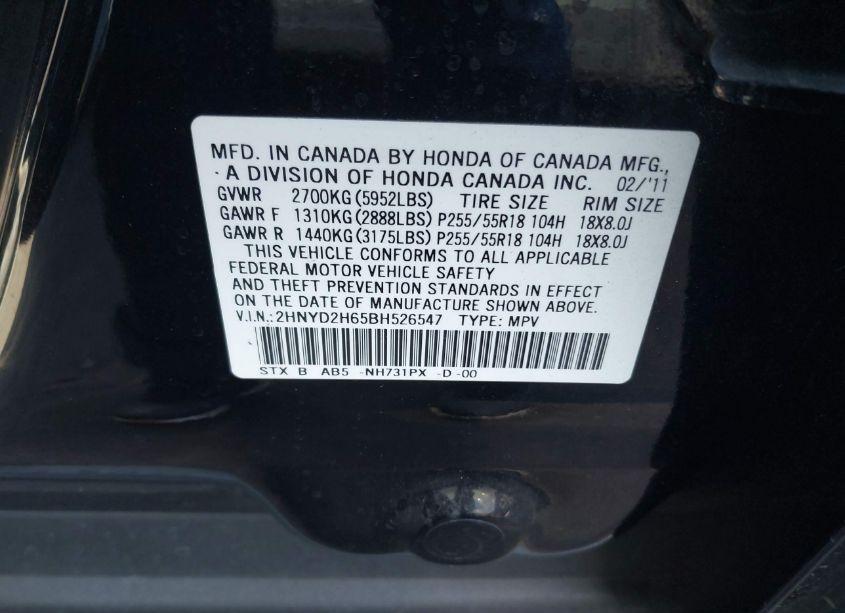 MFD. IN CANADA BY HONDA OF CANADA MFG.,
A DIVISION OF HONDA CANADA INC. 02/'11
GVWR 2700KG(5952LBS) TIRE SIZE RIM SIZE
GAWR F 1310KG(2888LBS) P255/55R18 104H 18X8.0J
GAWR R 1440KG(3175LBS) P255/55R18 104H 18X8.0J
THIS VEHICLE CONFORMS TO ALL APPLICABLE
FEDERAL MOTOR VEHICLE SAFETY
AND THEFT PREVENTION STANDARDS IN EFFECT
ON THE DATE OF MANUFACTURE SHOWN ABOVE.
V.I.N.:2HNYD2H65BH526547 TYPE: MPV
STX B AB5 -NH731PX -D -00